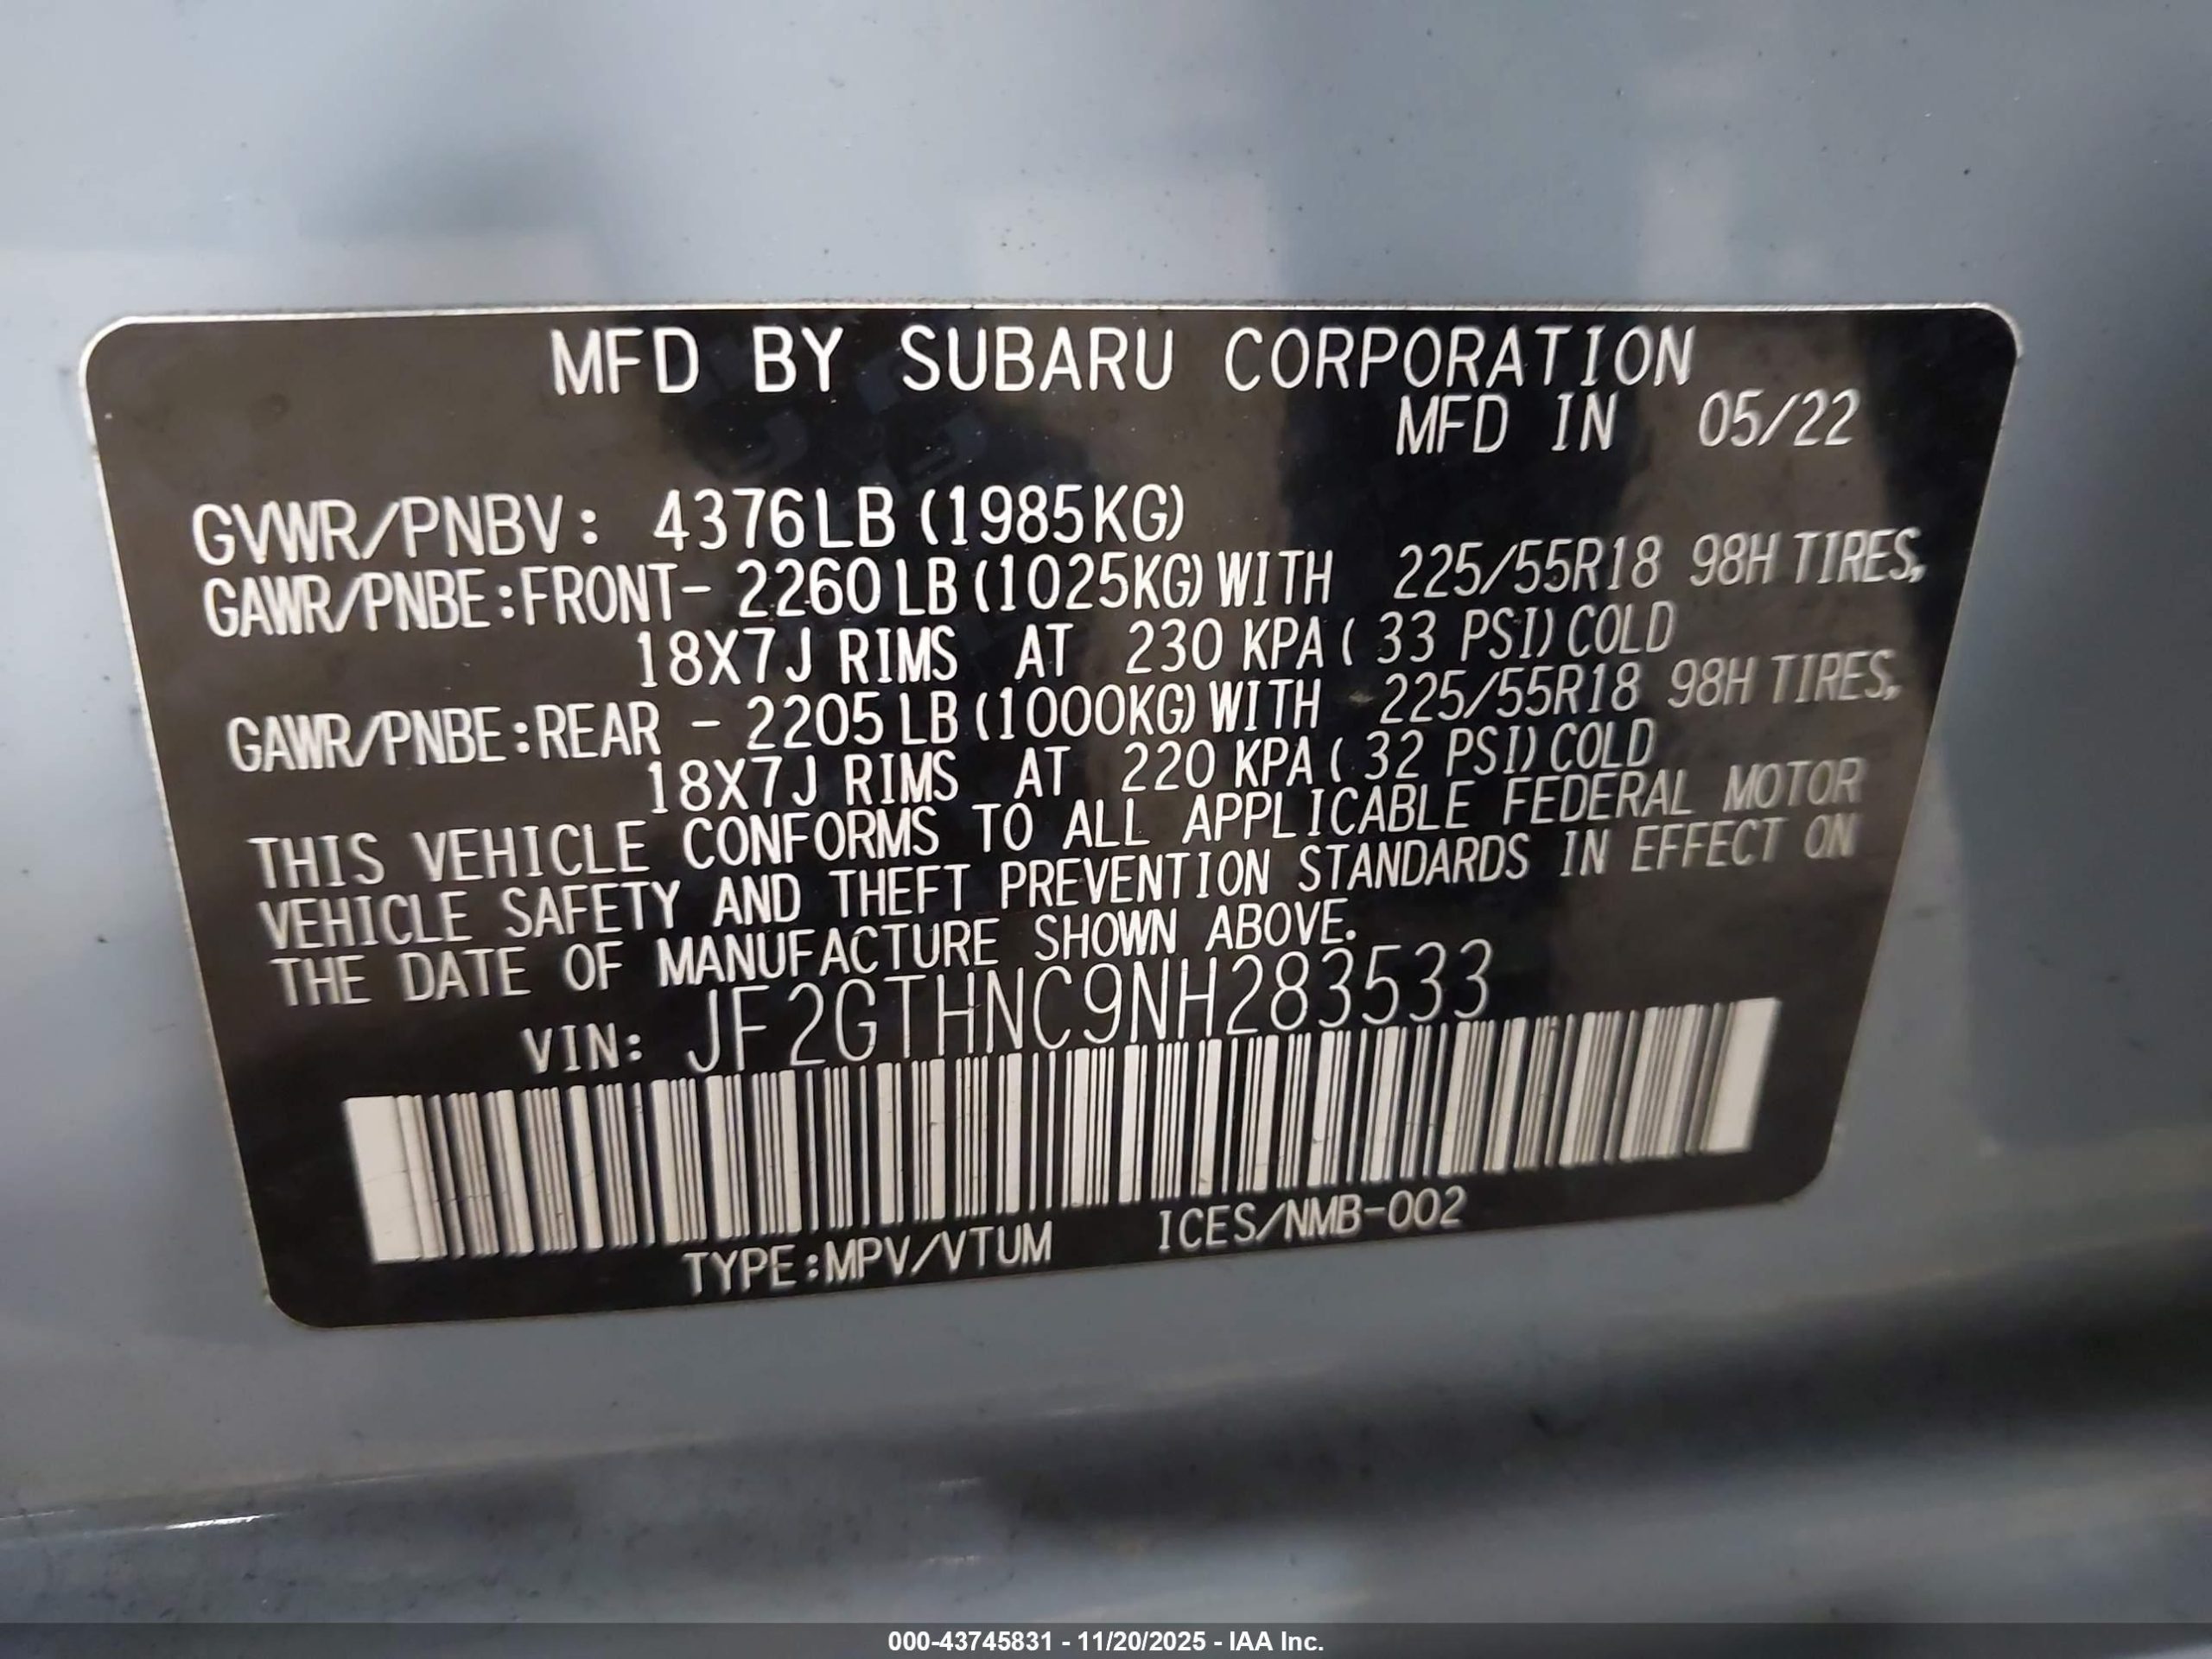 MFD BY SUBARU CORPORATION
MFD IN 05/22
GVWR/PNBV: 4376LB (1985KG)
GAWR/PNBE:FRONT- 2260LB (1025KG) WITH 225/55R18 98H TIRES,
18X7J RIMS AT 230 KPA ( 33 PSI) COLD
GAWR/PNBE:REAR - 2205LB (1000KG) WITH 225/55R18 98H TIRES,
18X7J RIMS AT 220 KPA ( 32 PSI) COLD
THIS VEHICLE CONFORMS TO ALL APPLICABLE FEDERAL MOTOR
VEHICLE SAFETY AND THEFT PREVENTION STANDARDS IN EFFECT ON
THE DATE OF MANUFACTURE SHOWN ABOVE.
VIN: JF2GTHNC9NH283533
TYPE:MPV/VTUM ICES/NMB-002
000-43745831 - 11/20/2025 - IAA Inc.